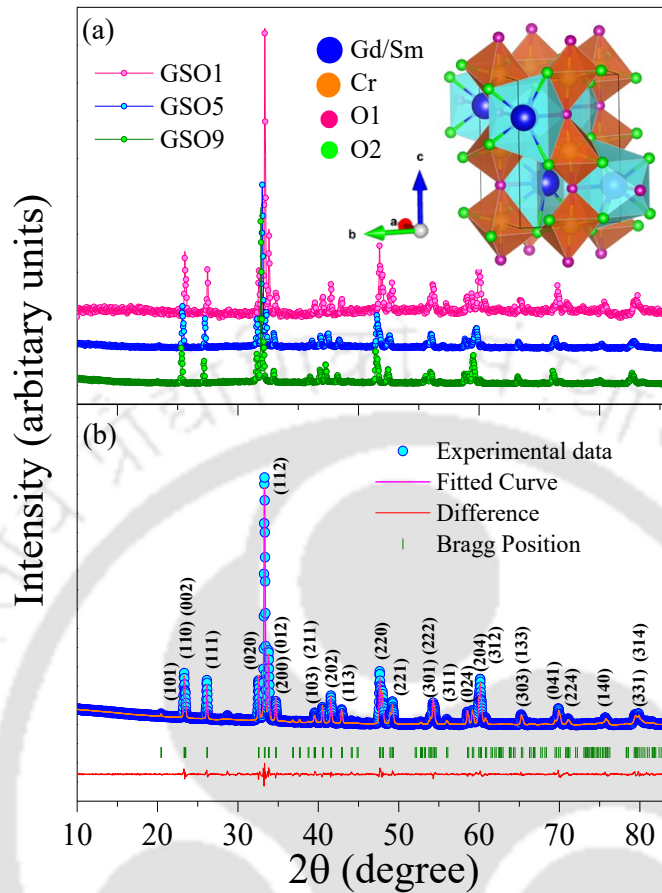 (a)
GSO1
GSO5
GSO9
Gd/Sm
Cr
O1
O2
c
b
a
Intensity (arbitary units)
(b)
Experimental data
Fitted Curve
Difference
Bragg Position
(101)
(110) (002)
(111)
(020)
(112)
(200) (012)
(103) (211)
(202)
(113)
(220)
(221)
(301) (222)
(311)
(024)
(204)
(312)
(303) (133)
(041)
(224)
(140)
(331) (314)
10 20 30 40 50 60 70 80
2θ (degree)